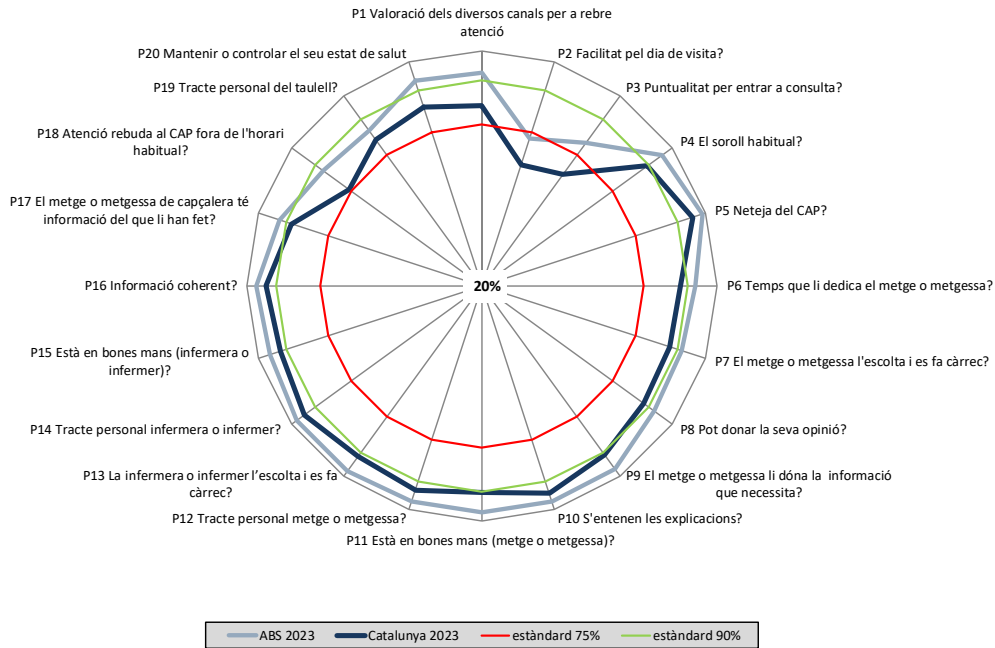 P1 Valoració dels diversos canals per a rebre
atenció
P2 Facilitat pel dia de visita?
P3 Puntualitat per entrar a consulta?
P4 El soroll habitual?
P5 Neteja del CAP?
P6 Temps que li dedica el metge o metgessa?
P7 El metge o metgessa l'escolta i es fa càrrec?
P8 Pot donar la seva opinió?
P9 El metge o metgessa li dóna la informació
que necessita?
P10 S'entenen les explicacions?
P11 Està en bones mans (metge o metgessa)?
P12 Tracte personal metge o metgessa?
P13 La infermera o infermer l’escolta i es fa
càrrec?
P14 Tracte personal infermera o infermer?
P15 Està en bones mans (infermera o
infermer)?
P16 Informació coherent?
P17 El metge o metgessa de capçalera té
informació del que li han fet?
P18 Atenció rebuda al CAP fora de l'horari
habitual?
P19 Tracte personal del taulell?
P20 Mantenir o controlar el seu estat de salut
20%
ABS 2023
Catalunya 2023
estàndard 75%
estàndard 90%